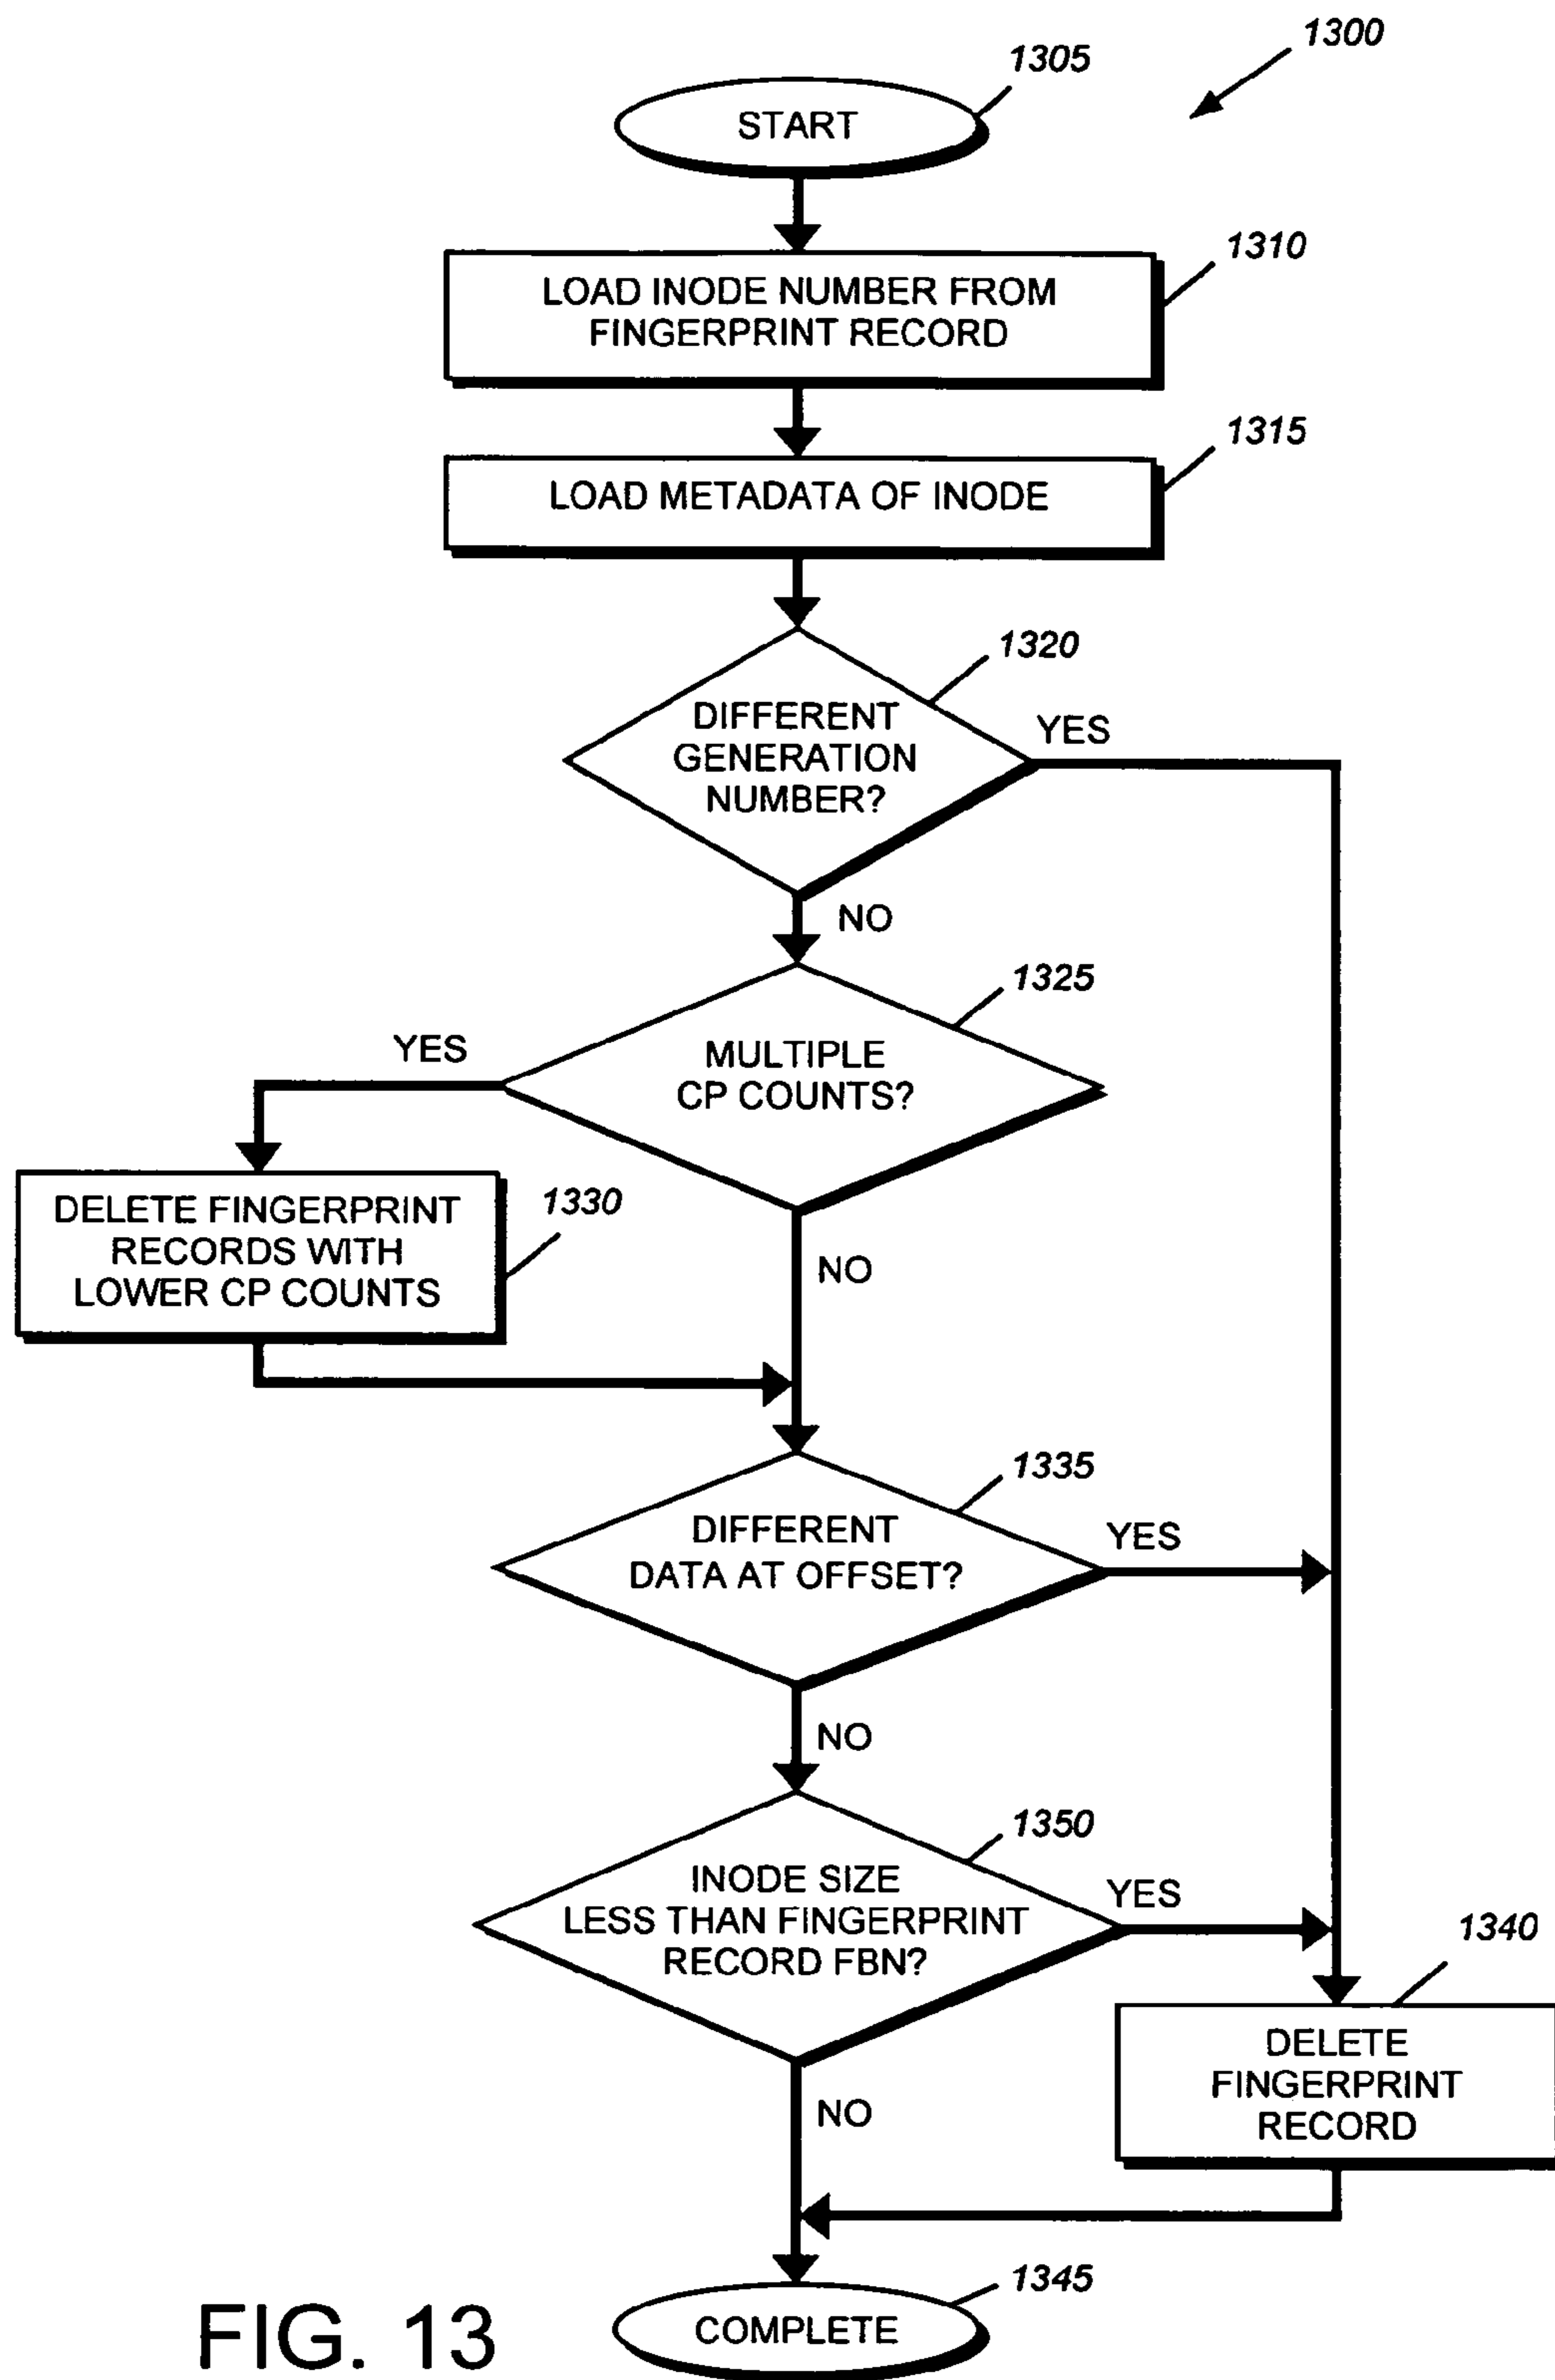 1300
1305
START
1310
LOAD INODE NUMBER FROM
FINGERPRINT RECORD
1315
LOAD METADATA OF INODE
1320
DIFFERENT
GENERATION
NUMBER?
YES
NO
1325
MULTIPLE
CP COUNTS?
YES
DELETE FINGERPRINT
RECORDS WITH
LOWER CP COUNTS
1330
NO
1335
DIFFERENT
DATA AT OFFSET?
YES
NO
1350
INODE SIZE
LESS THAN FINGERPRINT
RECORD FBN?
YES
1340
DELETE
FINGERPRINT
RECORD
NO
1345
COMPLETE
FIG. 13